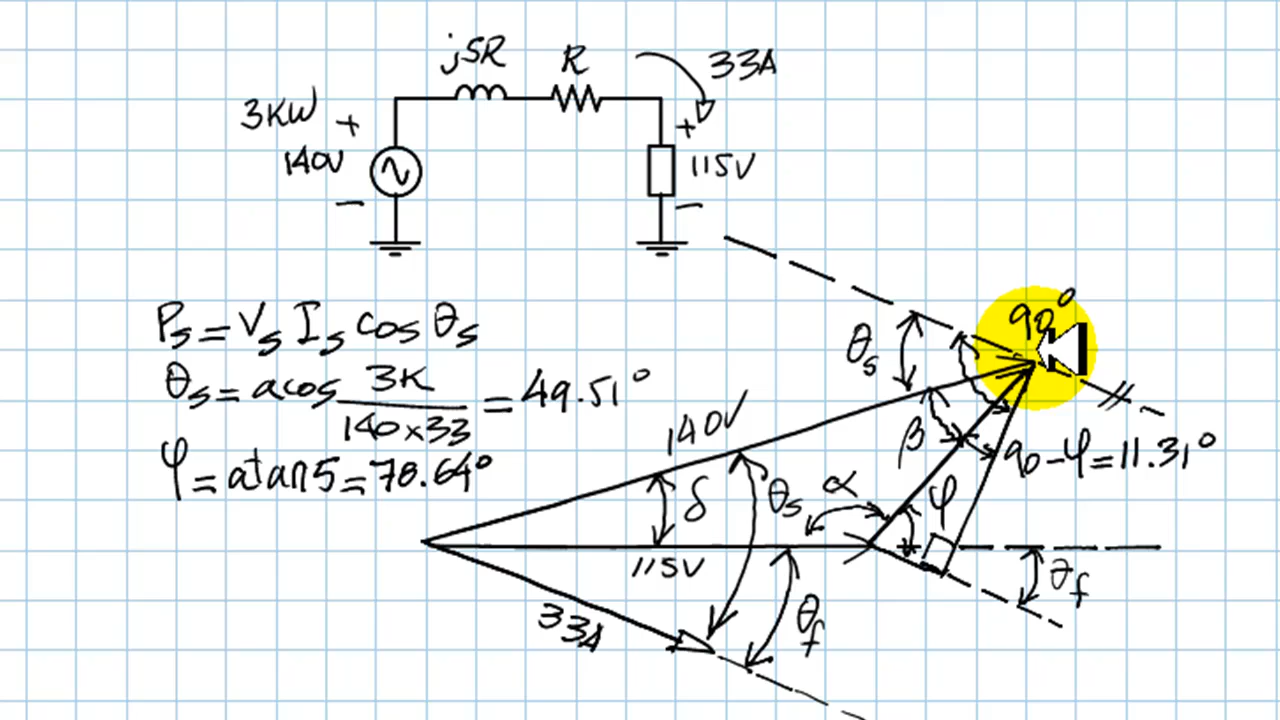 j5R R 33A
3KW +
140V
−
+
115V
−
Ps = Vs Is cos θs
θs = acos 3K / 140×33 = 49.51°
φ = atan5 = 78.64°
90°
θs
140V
β
90 − φ = 11.31°
δ
θs
α
φ
115V
θf
33A
θf